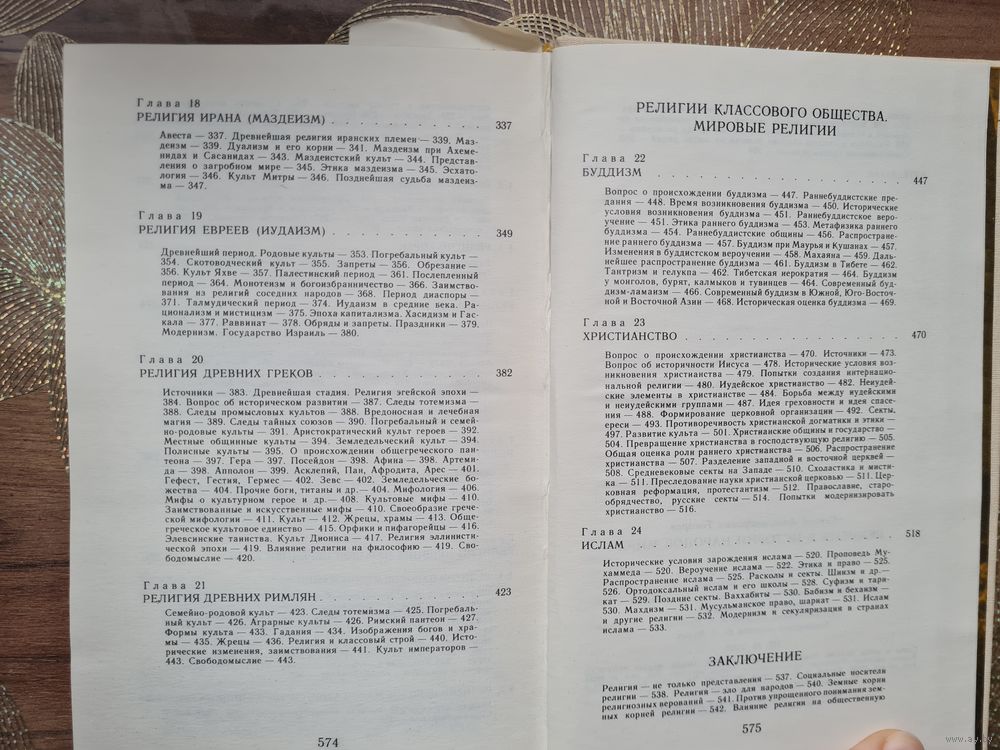 Глава 18
РЕЛИГИЯ ИРАНА (МАЗДЕИЗМ) . . . . . . . . . . 337
Авеста — 337. Древнейшая религия иранских племен — 339. Маз-
деизм — 339. Дуализм и его корни — 341. Маздеизм при Ахеме-
нидах и Сасанидах — 343. Маздеистский культ — 344. Представ-
ления о загробном мире — 345. Этика маздеизма — 345. Эсхато-
логия — 346. Культ Митры — 346. Позднейшая судьба маздеиз-
ма — 347.
Глава 19
РЕЛИГИЯ ЕВРЕЕВ (ИУДАИЗМ) . . . . . . . . . . 349
Древнейший период. Родовые культы — 353. Погребальный культ —
354. Скотоводческий культ — 355. Запреты — 356. Обрезание —
356. Культ Яхве — 357. Палестинский период — 361. Послепленный
период — 364. Монотеизм и богоизбранничество — 366. Заимство-
вания из религий соседних народов — 368. Период диаспоры —
371. Талмудический период — 374. Иудаизм в средние века. Ра-
ционализм и мистицизм — 375. Эпоха капитализма. Хасидизм и Гас-
кала — 377. Раввинат — 378. Обряды и запреты. Праздники — 379.
Модернизм. Государство Израиль — 380.
Глава 20
РЕЛИГИЯ ДРЕВНИХ ГРЕКОВ . . . . . . . . . . 382
Источники — 383. Древнейшая стадия. Религия эгейской эпохи —
384. Вопрос об историческом развитии — 387. Следы тотемизма —
388. Следы промысловых культов — 388. Вредоносная и лечебная
магия — 389. Следы тайных союзов — 390. Погребальный и семей-
но-родовые культы — 391. Аристократический культ героев — 392.
Местные общинные культы — 394. Земледельческий культ — 394.
Полисные культы — 395. О происхождении общегреческого пан-
теона — 397. Гера — 397. Посейдон — 398. Афина — 398. Артеми-
да — 398. Апполон — 399. Асклепий, Пан, Афродита, Арес — 401.
Гефест, Гестия, Гермес — 402. Зевс — 402. Земледельческие бо-
жества — 404. Прочие боги, титаны и др.— 404. Мифология — 406.
Мифы о культурном герое и др.— 408. Культовые мифы — 410.
Заимствованные и искусственные мифы — 410. Своеобразие грече-
ской мифологии — 411. Культ — 412. Жрецы, храмы — 413. Обще-
греческое культовое единство — 415. Орфики и пифагорейцы — 416.
Элевсинские таинства. Культ Диониса — 417. Религия эллинисти-
ческой эпохи — 419. Влияние религии на философию — 419. Сво-
бодомыслие — 420.
Глава 21
РЕЛИГИЯ ДРЕВНИХ РИМЛЯН . . . . . . . . . . 423
Семейно-родовой культ — 423. Следы тотемизма — 425. Погребаль-
ный культ — 426. Аграрные культы — 426. Римский пантеон — 427.
Формы культа — 433. Гадания — 434. Изображения богов и хра-
мы — 435. Жрецы — 436. Религия и классовый строй — 440. Исто-
рические изменения, заимствования — 441. Культ императоров —
443. Свободомыслие — 443.
574
РЕЛИГИИ КЛАССОВОГО ОБЩЕСТВА.
МИРОВЫЕ РЕЛИГИИ
Глава 22
БУДДИЗМ . . . . . . . . . . 447
Вопрос о происхождении буддизма — 447. Раннебуддистские пре-
дания — 448. Время возникновения буддизма — 450. Исторические
условия возникновения буддизма — 451. Раннебуддистское веро-
учение — 451. Этика раннего буддизма — 453. Метафизика раннего
буддизма — 454. Раннебуддистские общины — 456. Распростране-
ние раннего буддизма — 457. Буддизм при Маурья и Кушанах — 457.
Изменения в буддистском вероучении — 458. Махаяна — 459. Даль-
нейшее распространение буддизма — 461. Буддизм в Тибете — 462.
Тантризм и гелукпа — 462. Тибетская иерократия — 464. Буддизм
у монголов, бурят, калмыков и тувинцев — 464. Современный буд-
дизм-ламаизм — 466. Современный буддизм в Южной, Юго-Восточ-
ной и Восточной Азии — 468. Историческая оценка буддизма — 469.
Глава 23
ХРИСТИАНСТВО . . . . . . . . . . 470
Вопрос о происхождении христианства — 470. Источники — 473.
Вопрос об историчности Иисуса — 478. Исторические условия воз-
никновения христианства — 479. Попытки создания интернацио-
нальной религии — 480. Иудейское христианство — 482. Неиудей-
ские элементы в христианстве — 484. Борьба между иудейскими
и неиудейскими группами — 487. Идея греховности и идея спасе-
ния — 488. Формирование церковной организации — 492. Секты,
ереси — 493. Противоречивость христианской догматики и этики —
497. Развитие культа — 501. Христианские общины и государство —
504. Превращение христианства в господствующую религию — 505.
Общая оценка роли раннего христианства — 506. Распространение
христианства — 507. Разделение западной и восточной церквей —
508. Средневековые секты на Западе — 510. Схоластика и мисти-
ка — 511. Преследование науки христианской церковью — 511. Цер-
ковная реформация, протестантизм — 512. Православие, старо-
обрядчество, русские секты — 514. Попытки модернизировать
христианство — 516.
Глава 24
ИСЛАМ . . . . . . . . . . 518
Исторические условия зарождения ислама — 520. Проповедь Му-
хаммеда — 520. Вероучение ислама — 522. Этика и право — 525.
Распространение ислама — 525. Расколы и секты. Шиизм и др.—
526. Ортодоксальный ислам и его школы — 528. Суфизм и тари-
кат — 529. Поздние секты. Ваххабиты — 530. Бабизм и бехаизм —
530. Махдизм — 531. Мусульманское право, шариат — 531. Ислам
и другие религии — 532. Модернизм и секуляризация в странах
ислама — 533.
ЗАКЛЮЧЕНИЕ
Религия — не только представления — 537. Социальные носители
религии — 538. Религия — зло для народов — 540. Земные корни
религиозных верований — 541. Против упрощенного понимания зем-
ных корней религии — 542. Влияние религии на общественную
575
www.ay.by